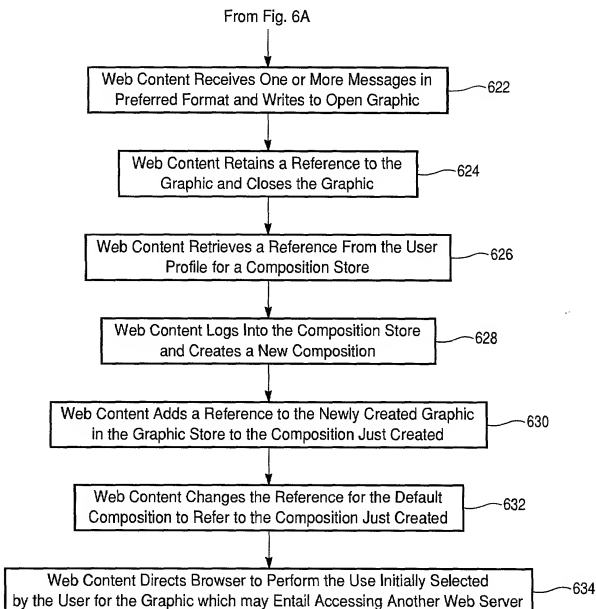 From Fig. 6A
Web Content Receives One or More Messages in
Preferred Format and Writes to Open Graphic
622
Web Content Retains a Reference to the
Graphic and Closes the Graphic
624
Web Content Retrieves a Reference From the User
Profile for a Composition Store
626
Web Content Logs Into the Composition Store
and Creates a New Composition
628
Web Content Adds a Reference to the Newly Created Graphic
in the Graphic Store to the Composition Just Created
630
Web Content Changes the Reference for the Default
Composition to Refer to the Composition Just Created
632
Web Content Directs Browser to Perform the Use Initially Selected
by the User for the Graphic which may Entail Accessing Another Web Server
634